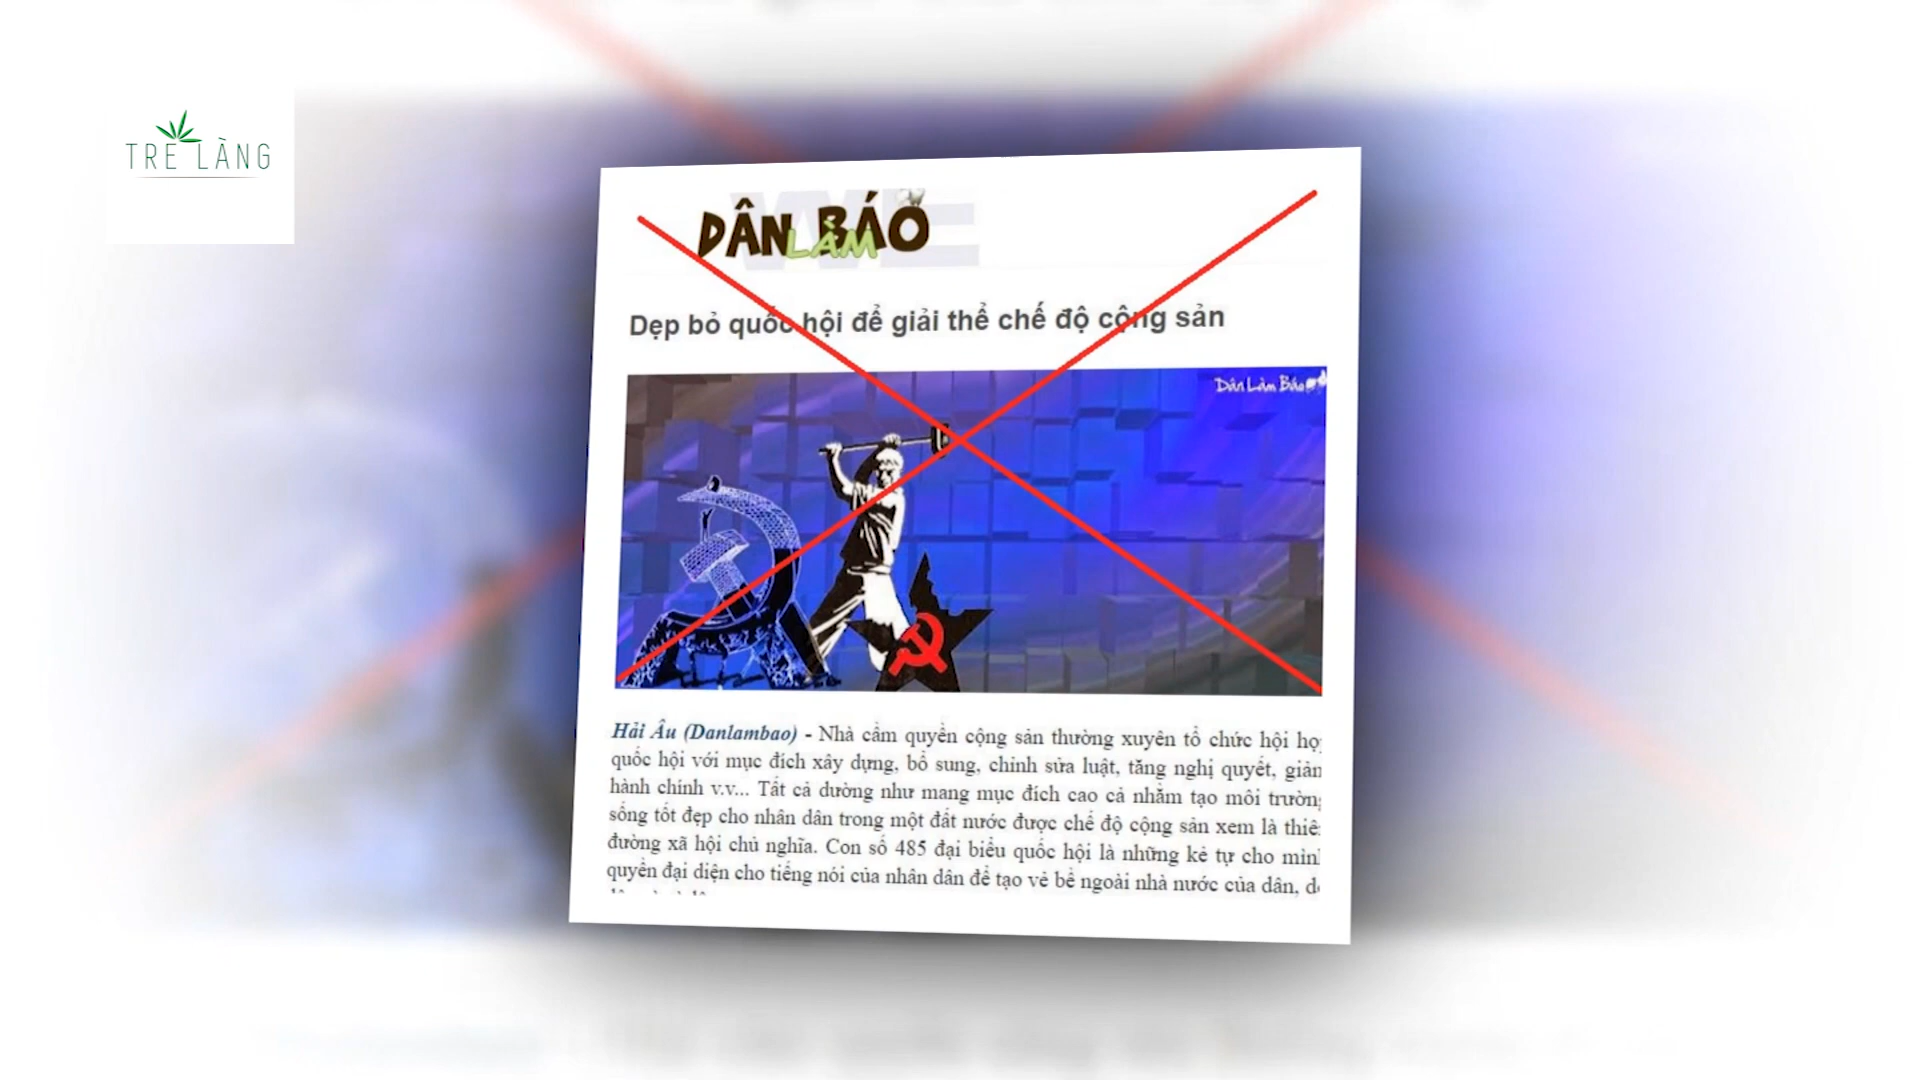 TRE LÀNG
DÂN LÀM BÁO
Dẹp bỏ quốc hội để giải thể chế độ cộng sản
Dân Làm Báo
Hải Âu (Danlambao) - Nhà cầm quyền cộng sản thường xuyên tổ chức hội họ
quốc hội với mục đích xây dựng, bổ sung, chỉnh sửa luật, tăng nghị quyết, giản
hành chính v.v... Tất cả dường như mang mục đích cao cả nhằm tạo môi trườn
sống tốt đẹp cho nhân dân trong một đất nước được chế độ cộng sản xem là thiê
đường xã hội chủ nghĩa. Con số 485 đại biểu quốc hội là những kẻ tự cho mìn
quyền đại diện cho tiếng nói của nhân dân để tạo vẻ bề ngoài nhà nước của dân, d